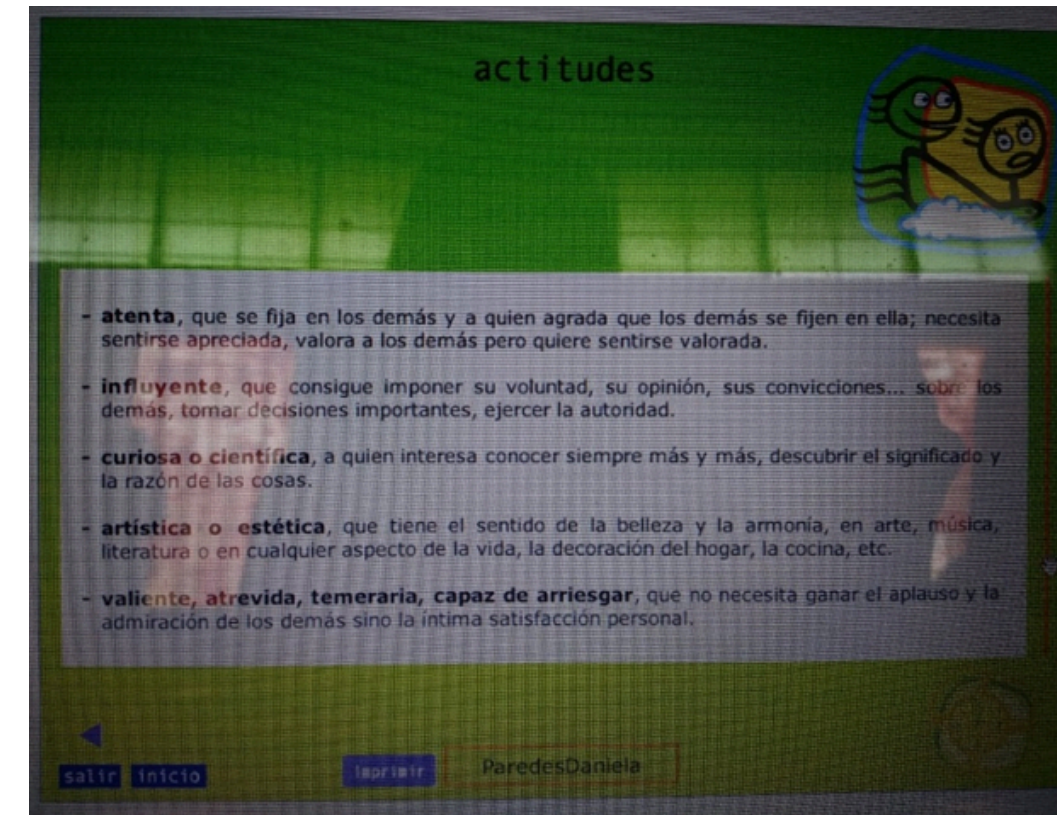 actitudes
- atenta, que se fija en los demás y a quien agrada que los demás se fijen en ella; necesita
sentirse apreciada, valora a los demás pero quiere sentirse valorada.
- influyente, que consigue imponer su voluntad, su opinión, sus convicciones... sobre los
demás, tomar decisiones importantes, ejercer la autoridad.
- curiosa o científica, a quien interesa conocer siempre más y más, descubrir el significado y
la razón de las cosas.
- artística o estética, que tiene el sentido de la belleza y la armonía, en arte, música,
literatura o en cualquier aspecto de la vida, la decoración del hogar, la cocina, etc.
- valiente, atrevida, temeraria, capaz de arriesgar, que no necesita ganar el aplauso y la
admiración de los demás sino la íntima satisfacción personal.
salir inicio imprimir ParedesDaniela